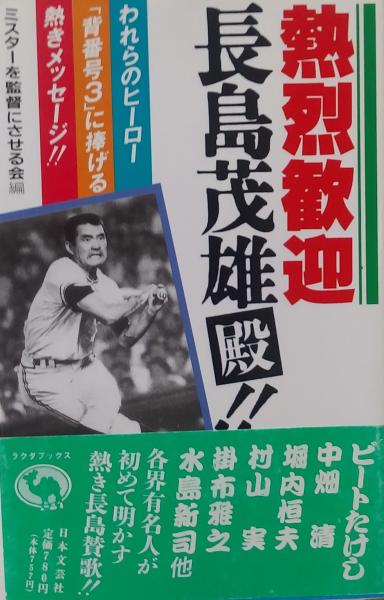 熱烈歓迎
長島茂雄殿!!
われらのヒーロー
「背番号3」に捧げる
熱きメッセージ!!
ミスターを監督にさせる会編
ビートたけし
中畑 清
堀内恒夫
村山 実
掛布雅之
水島新司他
各界有名人が
初めて明かす
熱き長島賛歌!!
ラクダブックス
日本文芸社
定価780円
(本体757円)